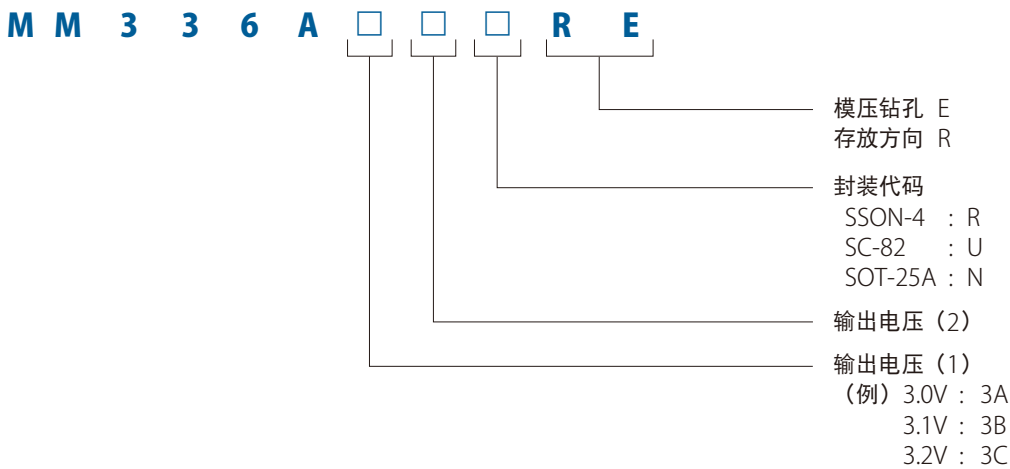 M M 3 3 6 A □ □ □ R E
模压钻孔 E
存放方向 R
封装代码
SSON-4 : R
SC-82 : U
SOT-25A : N
输出电压（2）
输出电压（1）
（例）3.0V : 3A
3.1V : 3B
3.2V : 3C